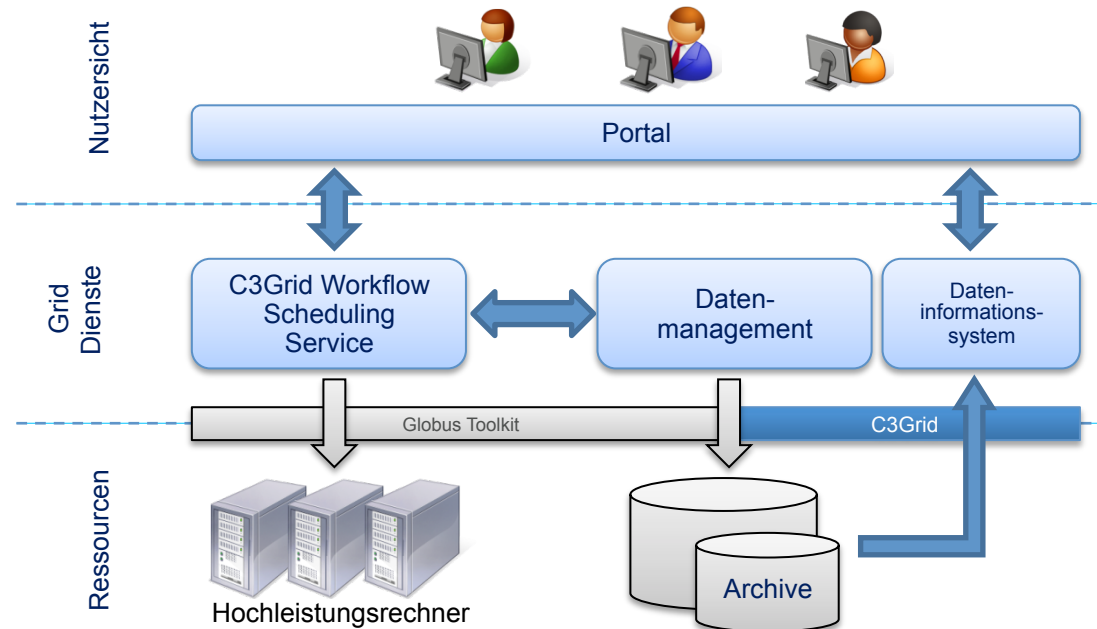 Nutzersicht
Portal
Grid
Dienste
C3Grid Workflow
Scheduling
Service
Daten-
management
Daten-
informations-
system
Globus Toolkit
C3Grid
Ressourcen
Hochleistungsrechner
Archive